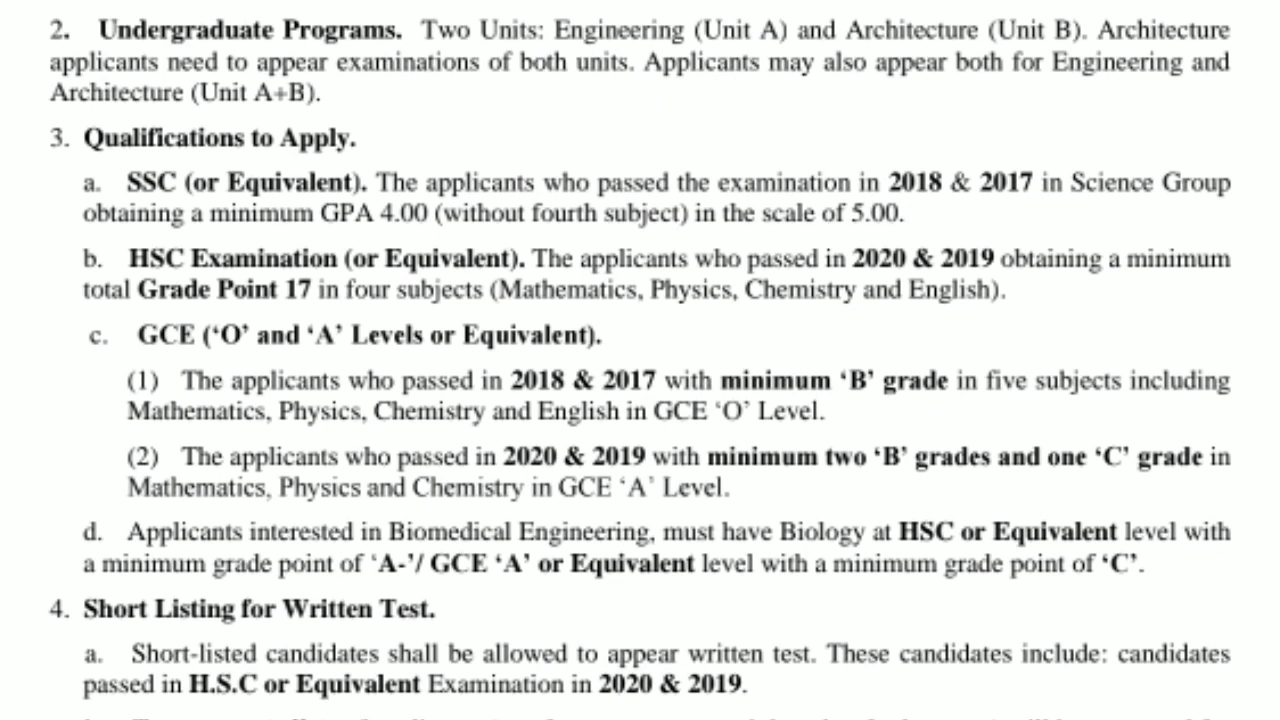 2. Undergraduate Programs. Two Units: Engineering (Unit A) and Architecture (Unit B). Architecture
applicants need to appear examinations of both units. Applicants may also appear both for Engineering and
Architecture (Unit A+B).
3. Qualifications to Apply.
a. SSC (or Equivalent). The applicants who passed the examination in 2018 & 2017 in Science Group
obtaining a minimum GPA 4.00 (without fourth subject) in the scale of 5.00.
b. HSC Examination (or Equivalent). The applicants who passed in 2020 & 2019 obtaining a minimum
total Grade Point 17 in four subjects (Mathematics, Physics, Chemistry and English).
c. GCE (‘O’ and ‘A’ Levels or Equivalent).
(1) The applicants who passed in 2018 & 2017 with minimum ‘B’ grade in five subjects including
Mathematics, Physics, Chemistry and English in GCE ‘O’ Level.
(2) The applicants who passed in 2020 & 2019 with minimum two ‘B’ grades and one ‘C’ grade in
Mathematics, Physics and Chemistry in GCE ‘A’ Level.
d. Applicants interested in Biomedical Engineering, must have Biology at HSC or Equivalent level with
a minimum grade point of ‘A-’/ GCE ‘A’ or Equivalent level with a minimum grade point of ‘C’.
4. Short Listing for Written Test.
a. Short-listed candidates shall be allowed to appear written test. These candidates include: candidates
passed in H.S.C or Equivalent Examination in 2020 & 2019.